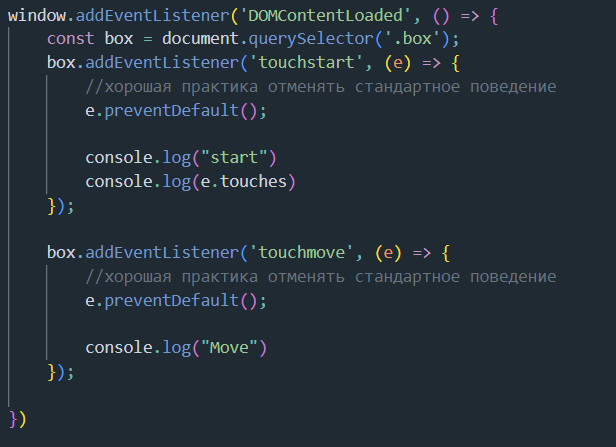 window.addEventListener('DOMContentLoaded', () => {
    const box = document.querySelector('.box');
    box.addEventListener('touchstart', (e) => {
        //хорошая практика отменять стандартное поведение
        e.preventDefault();

        console.log("start")
        console.log(e.touches)
    });

    box.addEventListener('touchmove', (e) => {
        //хорошая практика отменять стандартное поведение
        e.preventDefault();

        console.log("Move")
    });

})